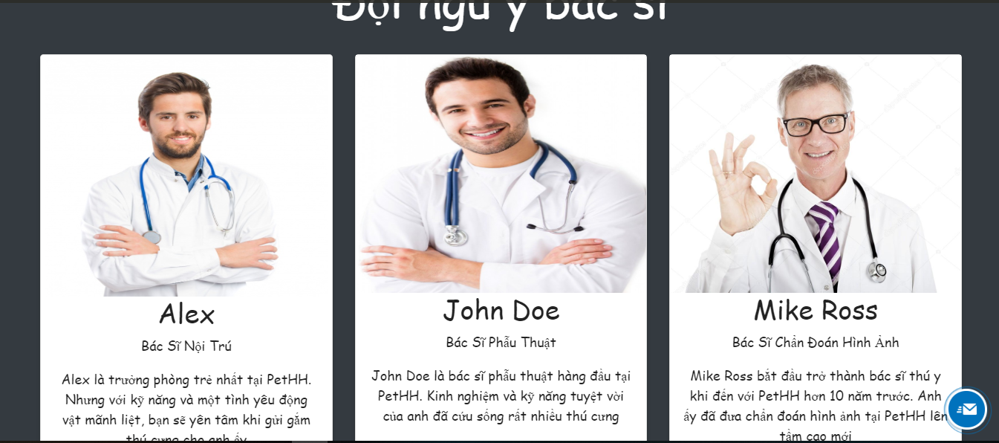 Đội ngũ y bác sĩ
Alex
Bác Sĩ Nội Trú
Alex là trưởng phòng trẻ nhất tại PetHH.
Nhưng với kỹ năng và một tình yêu động
vật mãnh liệt, bạn sẽ yên tâm khi gửi gắm
thú cưng cho anh ấy
John Doe
Bác Sĩ Phẫu Thuật
John Doe là bác sĩ phẫu thuật hàng đầu tại
PetHH. Kinh nghiệm và kỹ năng tuyệt vời
của anh đã cứu sống rất nhiều thú cưng
Mike Ross
Bác Sĩ Chẩn Đoán Hình Ảnh
Mike Ross bắt đầu trở thành bác sĩ thú y
khi đến với PetHH hơn 10 năm trước. Anh
ấy đã đưa chẩn đoán hình ảnh tại PetHH lên
tầm cao mới